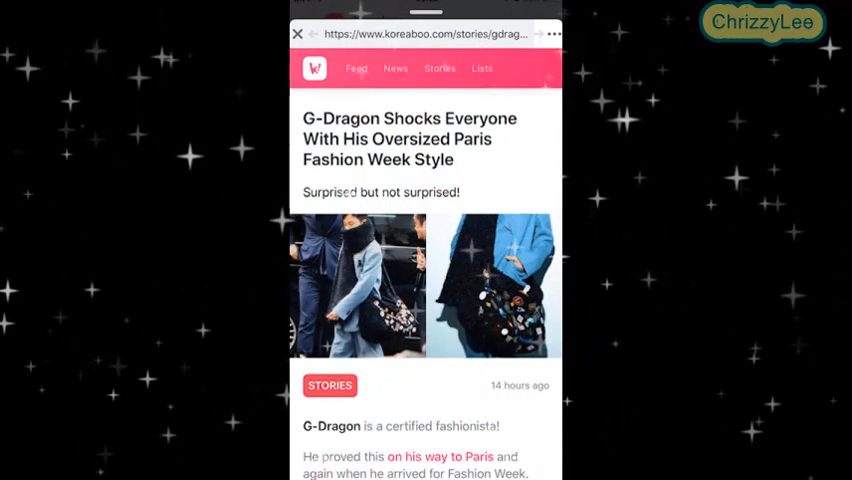 ChrizzyLee
https://www.koreaboo.com/stories/gdrag...
k!
Feed News Stories Lists
G-Dragon Shocks Everyone
With His Oversized Paris
Fashion Week Style
Surprised but not surprised!
STORIES 14 hours ago
G-Dragon is a certified fashionista!
He proved this on his way to Paris and
again when he arrived for Fashion Week.